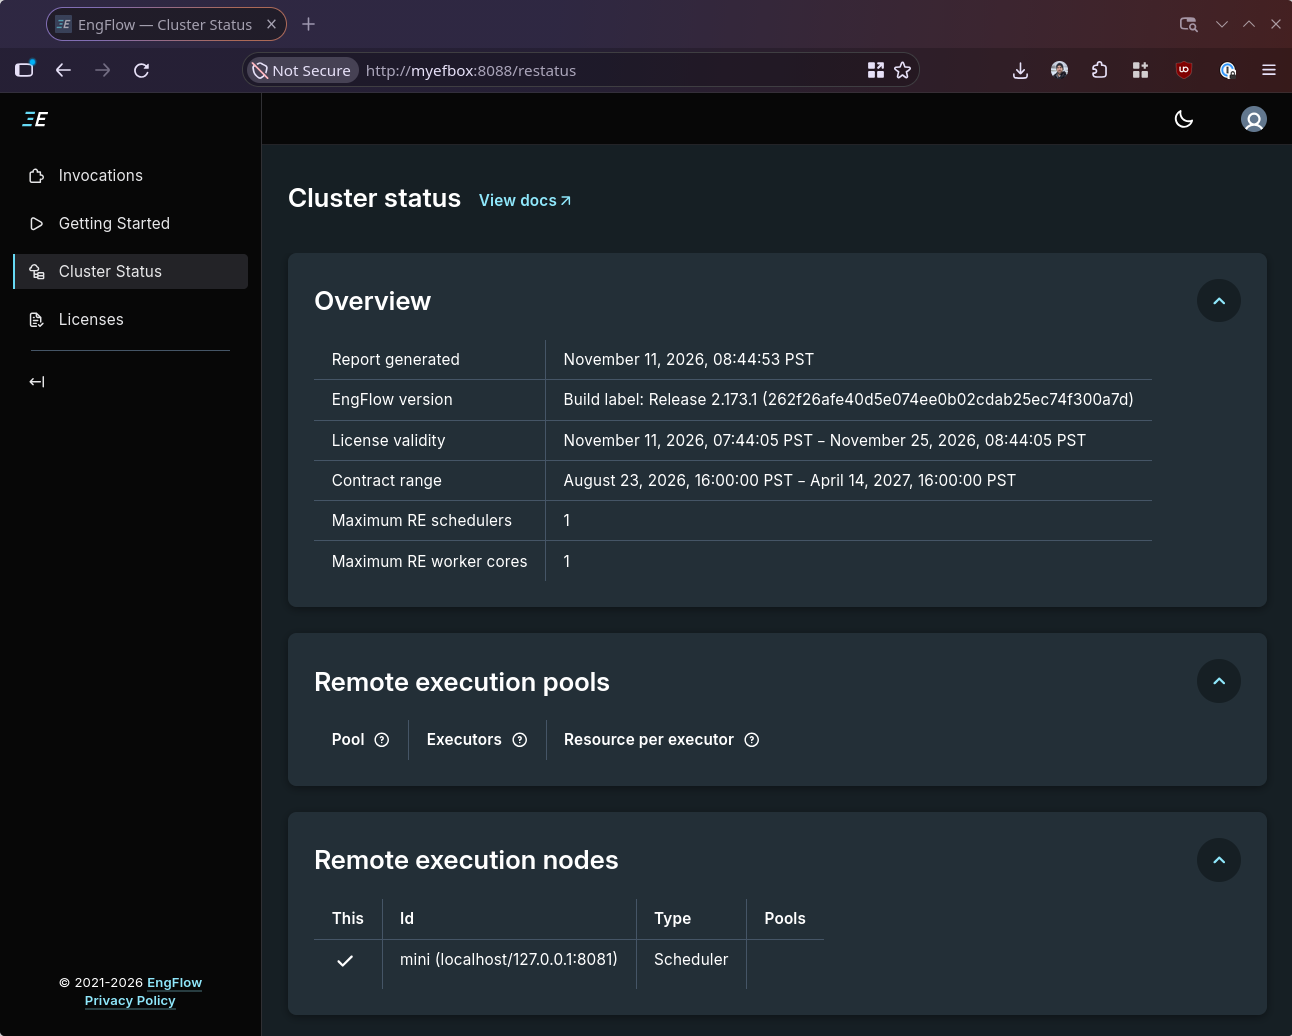 EngFlow — Cluster Status
Not Secure http://myefbox:8088/restatus
Invocations
Getting Started
Cluster Status
Licenses
© 2021-2026 EngFlow
Privacy Policy
Cluster status View docs
Overview
Report generated November 11, 2026, 08:44:53 PST
EngFlow version Build label: Release 2.173.1 (262f26afe40d5e074ee0b02cdab25ec74f300a7d)
License validity November 11, 2026, 07:44:05 PST – November 25, 2026, 08:44:05 PST
Contract range August 23, 2026, 16:00:00 PST – April 14, 2027, 16:00:00 PST
Maximum RE schedulers 1
Maximum RE worker cores 1
Remote execution pools
Pool Executors Resource per executor
Remote execution nodes
This Id Type Pools
mini (localhost/127.0.0.1:8081) Scheduler